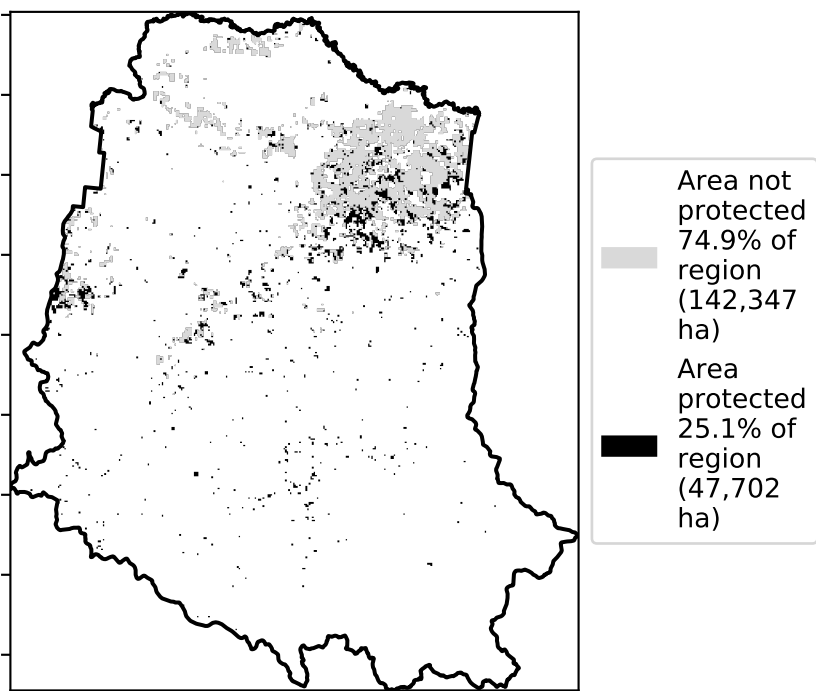 Area not
protected
74.9% of
region
(142,347
ha)
Area
protected
25.1% of
region
(47,702
ha)